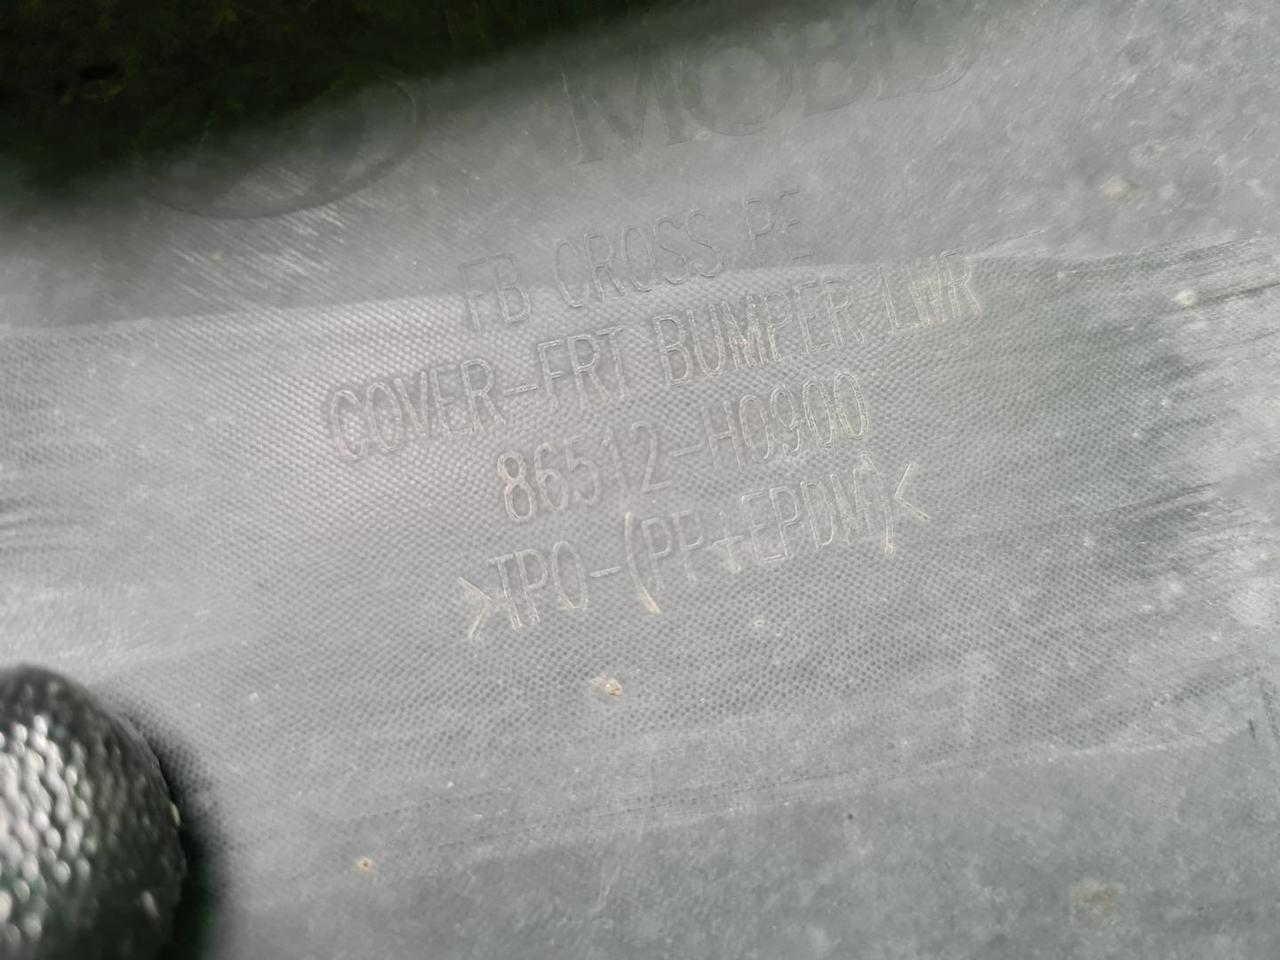 MOBIS
FB CROSS PE
COVER-FRT BUMPER LWR
86512-H0900
>TPO-(PP+EPDM)<